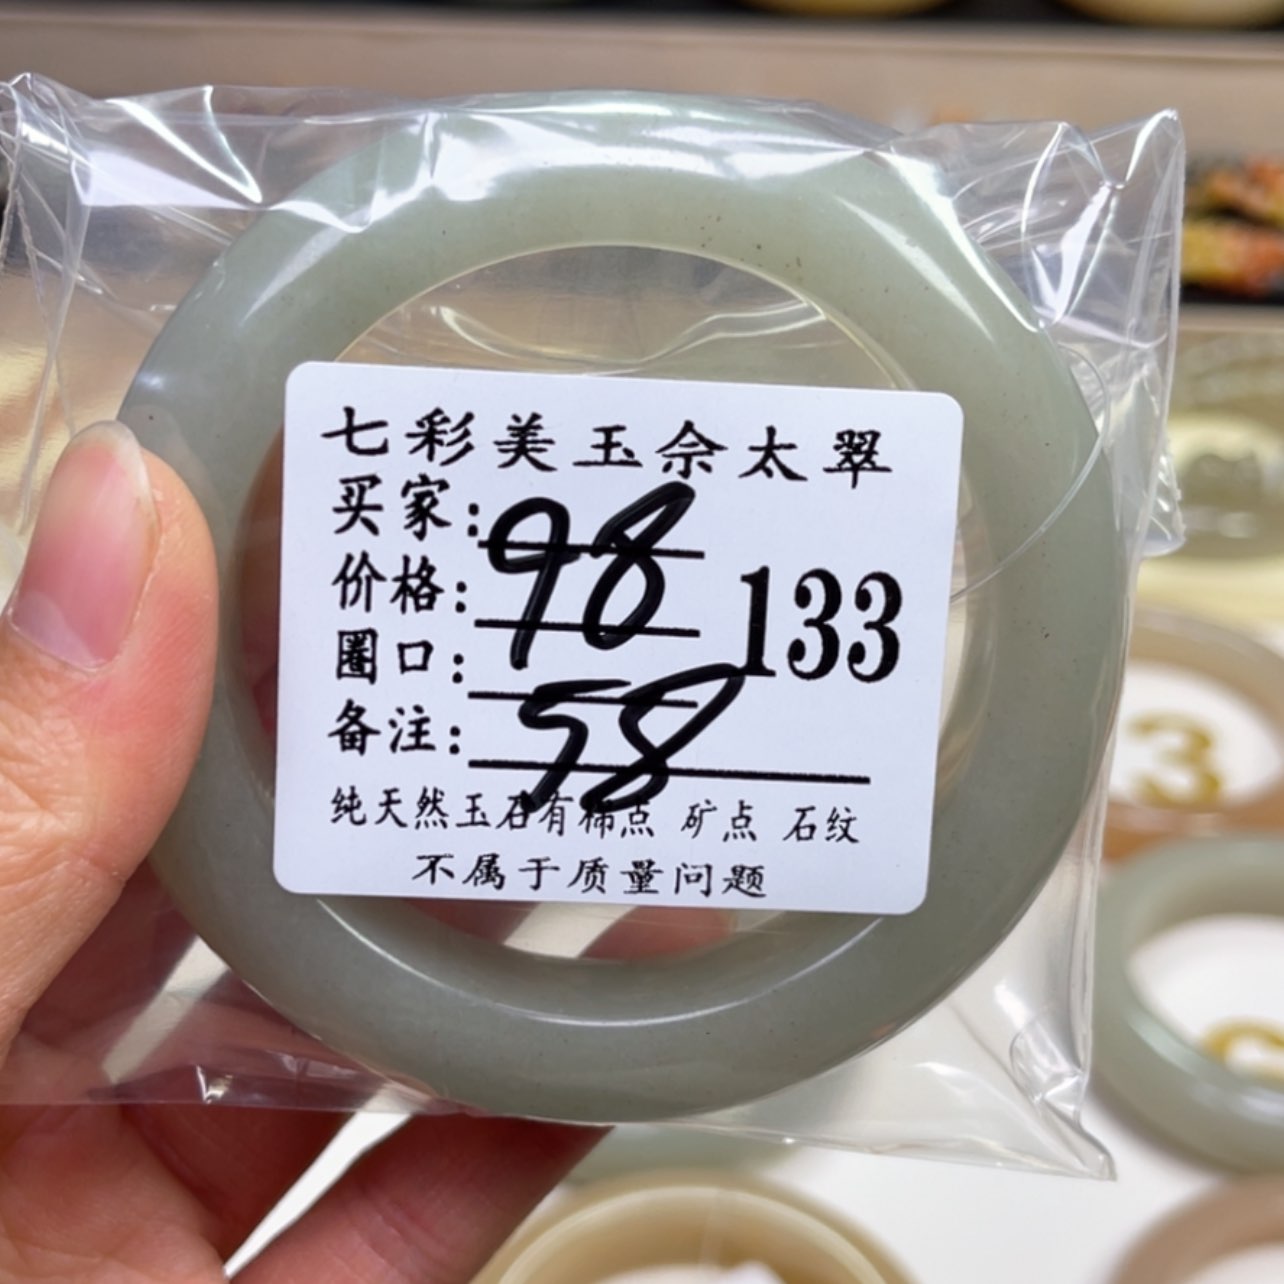 七彩美玉佘太翠
买家:
价格: 98
133
圈口: 58
备注:
纯天然玉石有棉点 矿点 石纹
不属于质量问题
3